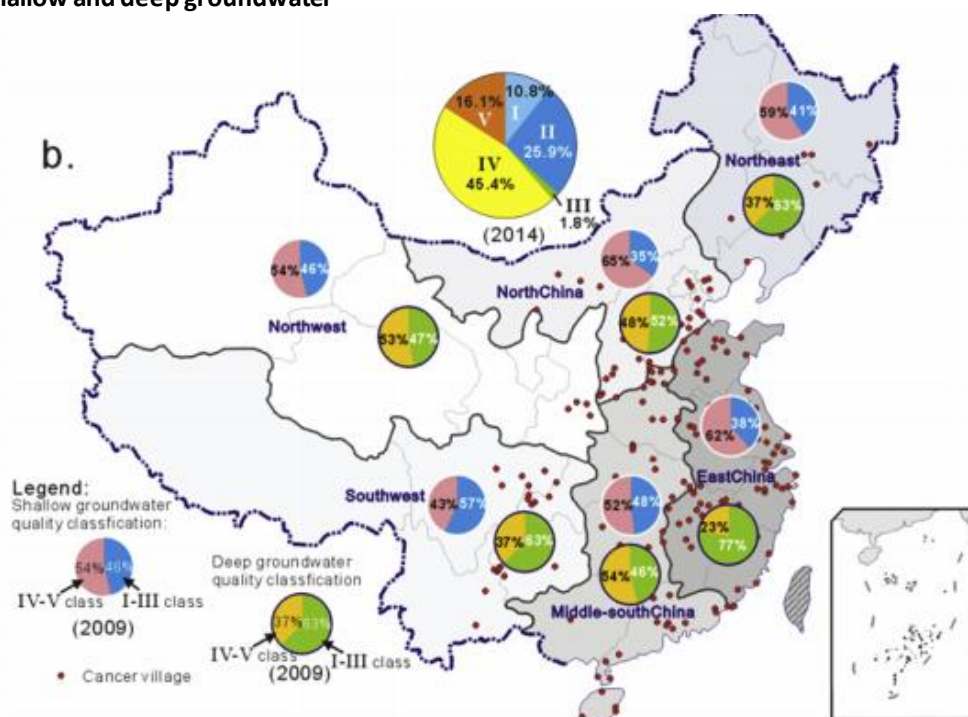 hallow and deep groundwater
b.
16.1%
V
10.8%
I
II
25.9%
IV
45.4%
III
1.8%
(2014)
59% 41%
Northeast
37% 63%
54% 46%
Northwest
53% 47%
65% 35%
NorthChina
48% 52%
62% 38%
EastChina
23%
77%
Southwest
43% 57%
37% 63%
52% 48%
54% 46%
Middle-southChina
Legend:
Shallow groundwater
quality classfication:
54% 46%
IV-V class I-III class
(2009)
Deep groundwater
quality classfication
37% 63%
IV-V class I-III class
(2009)
Cancer village